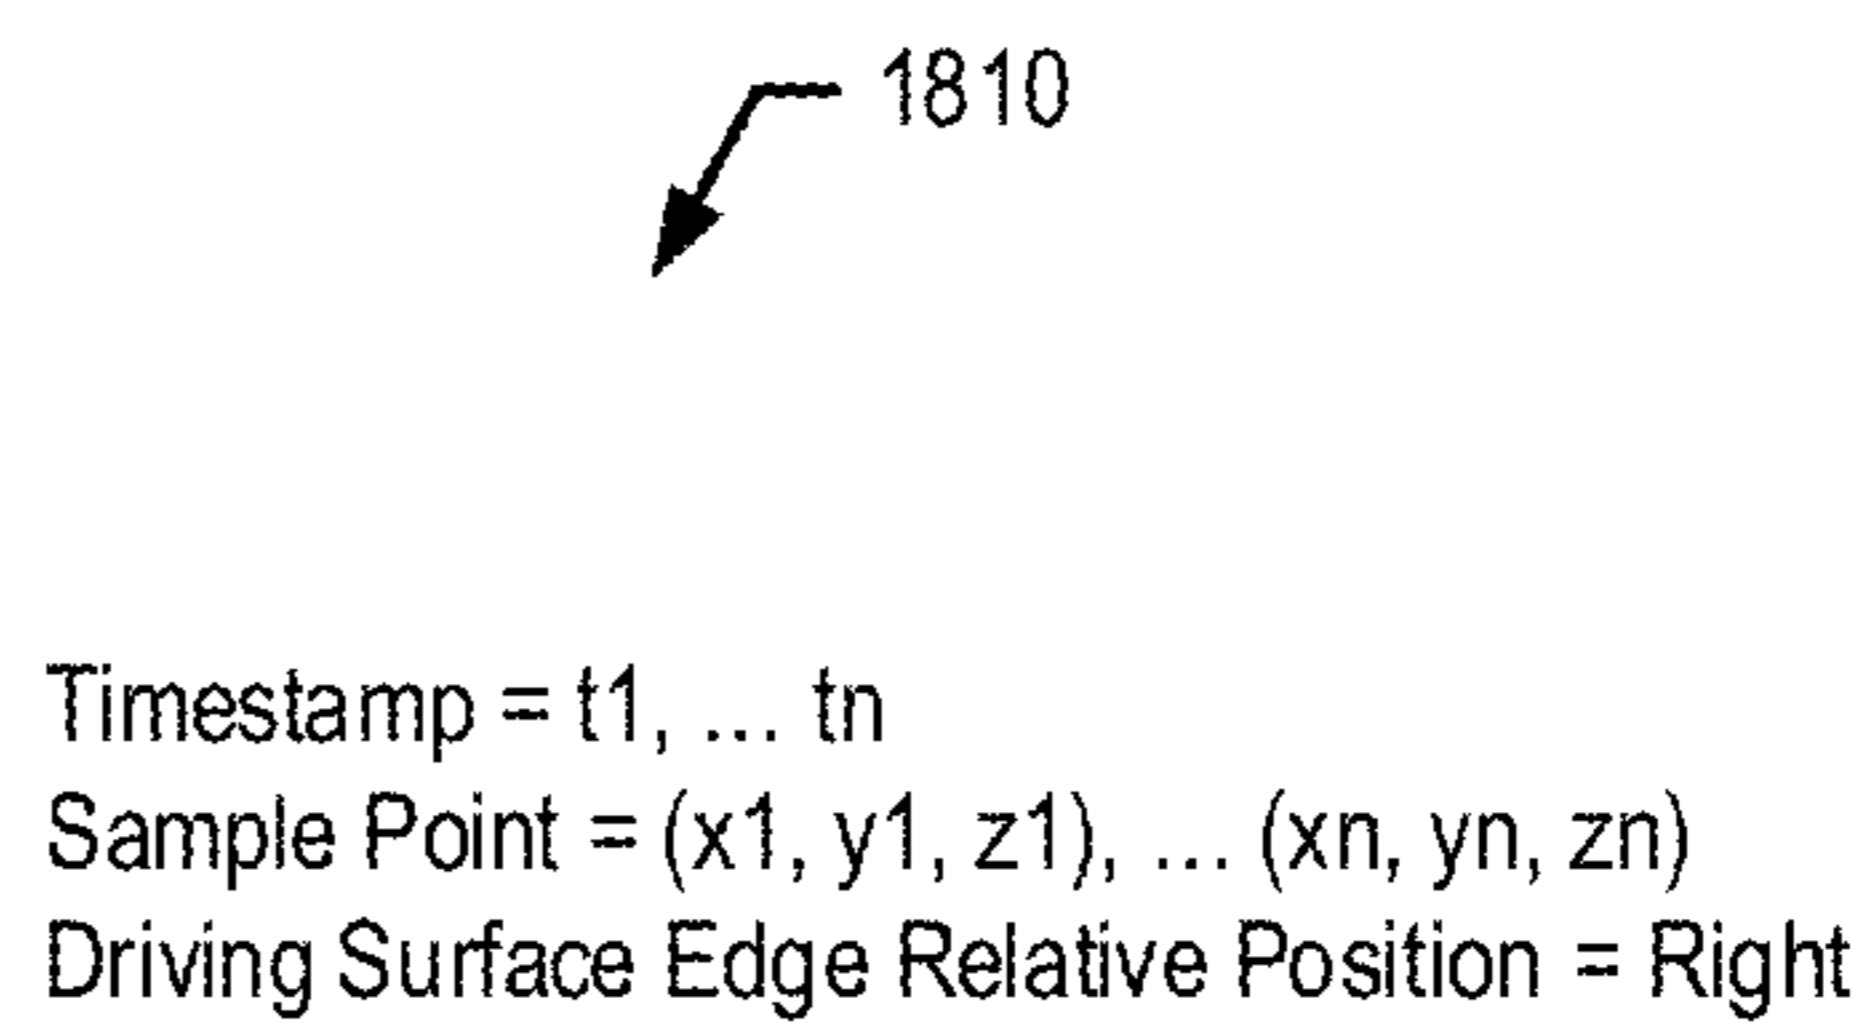 1810
Timestamp = t1, ... tn
Sample Point = (x1, y1, z1), ... (xn, yn, zn)
Driving Surface Edge Relative Position = Right